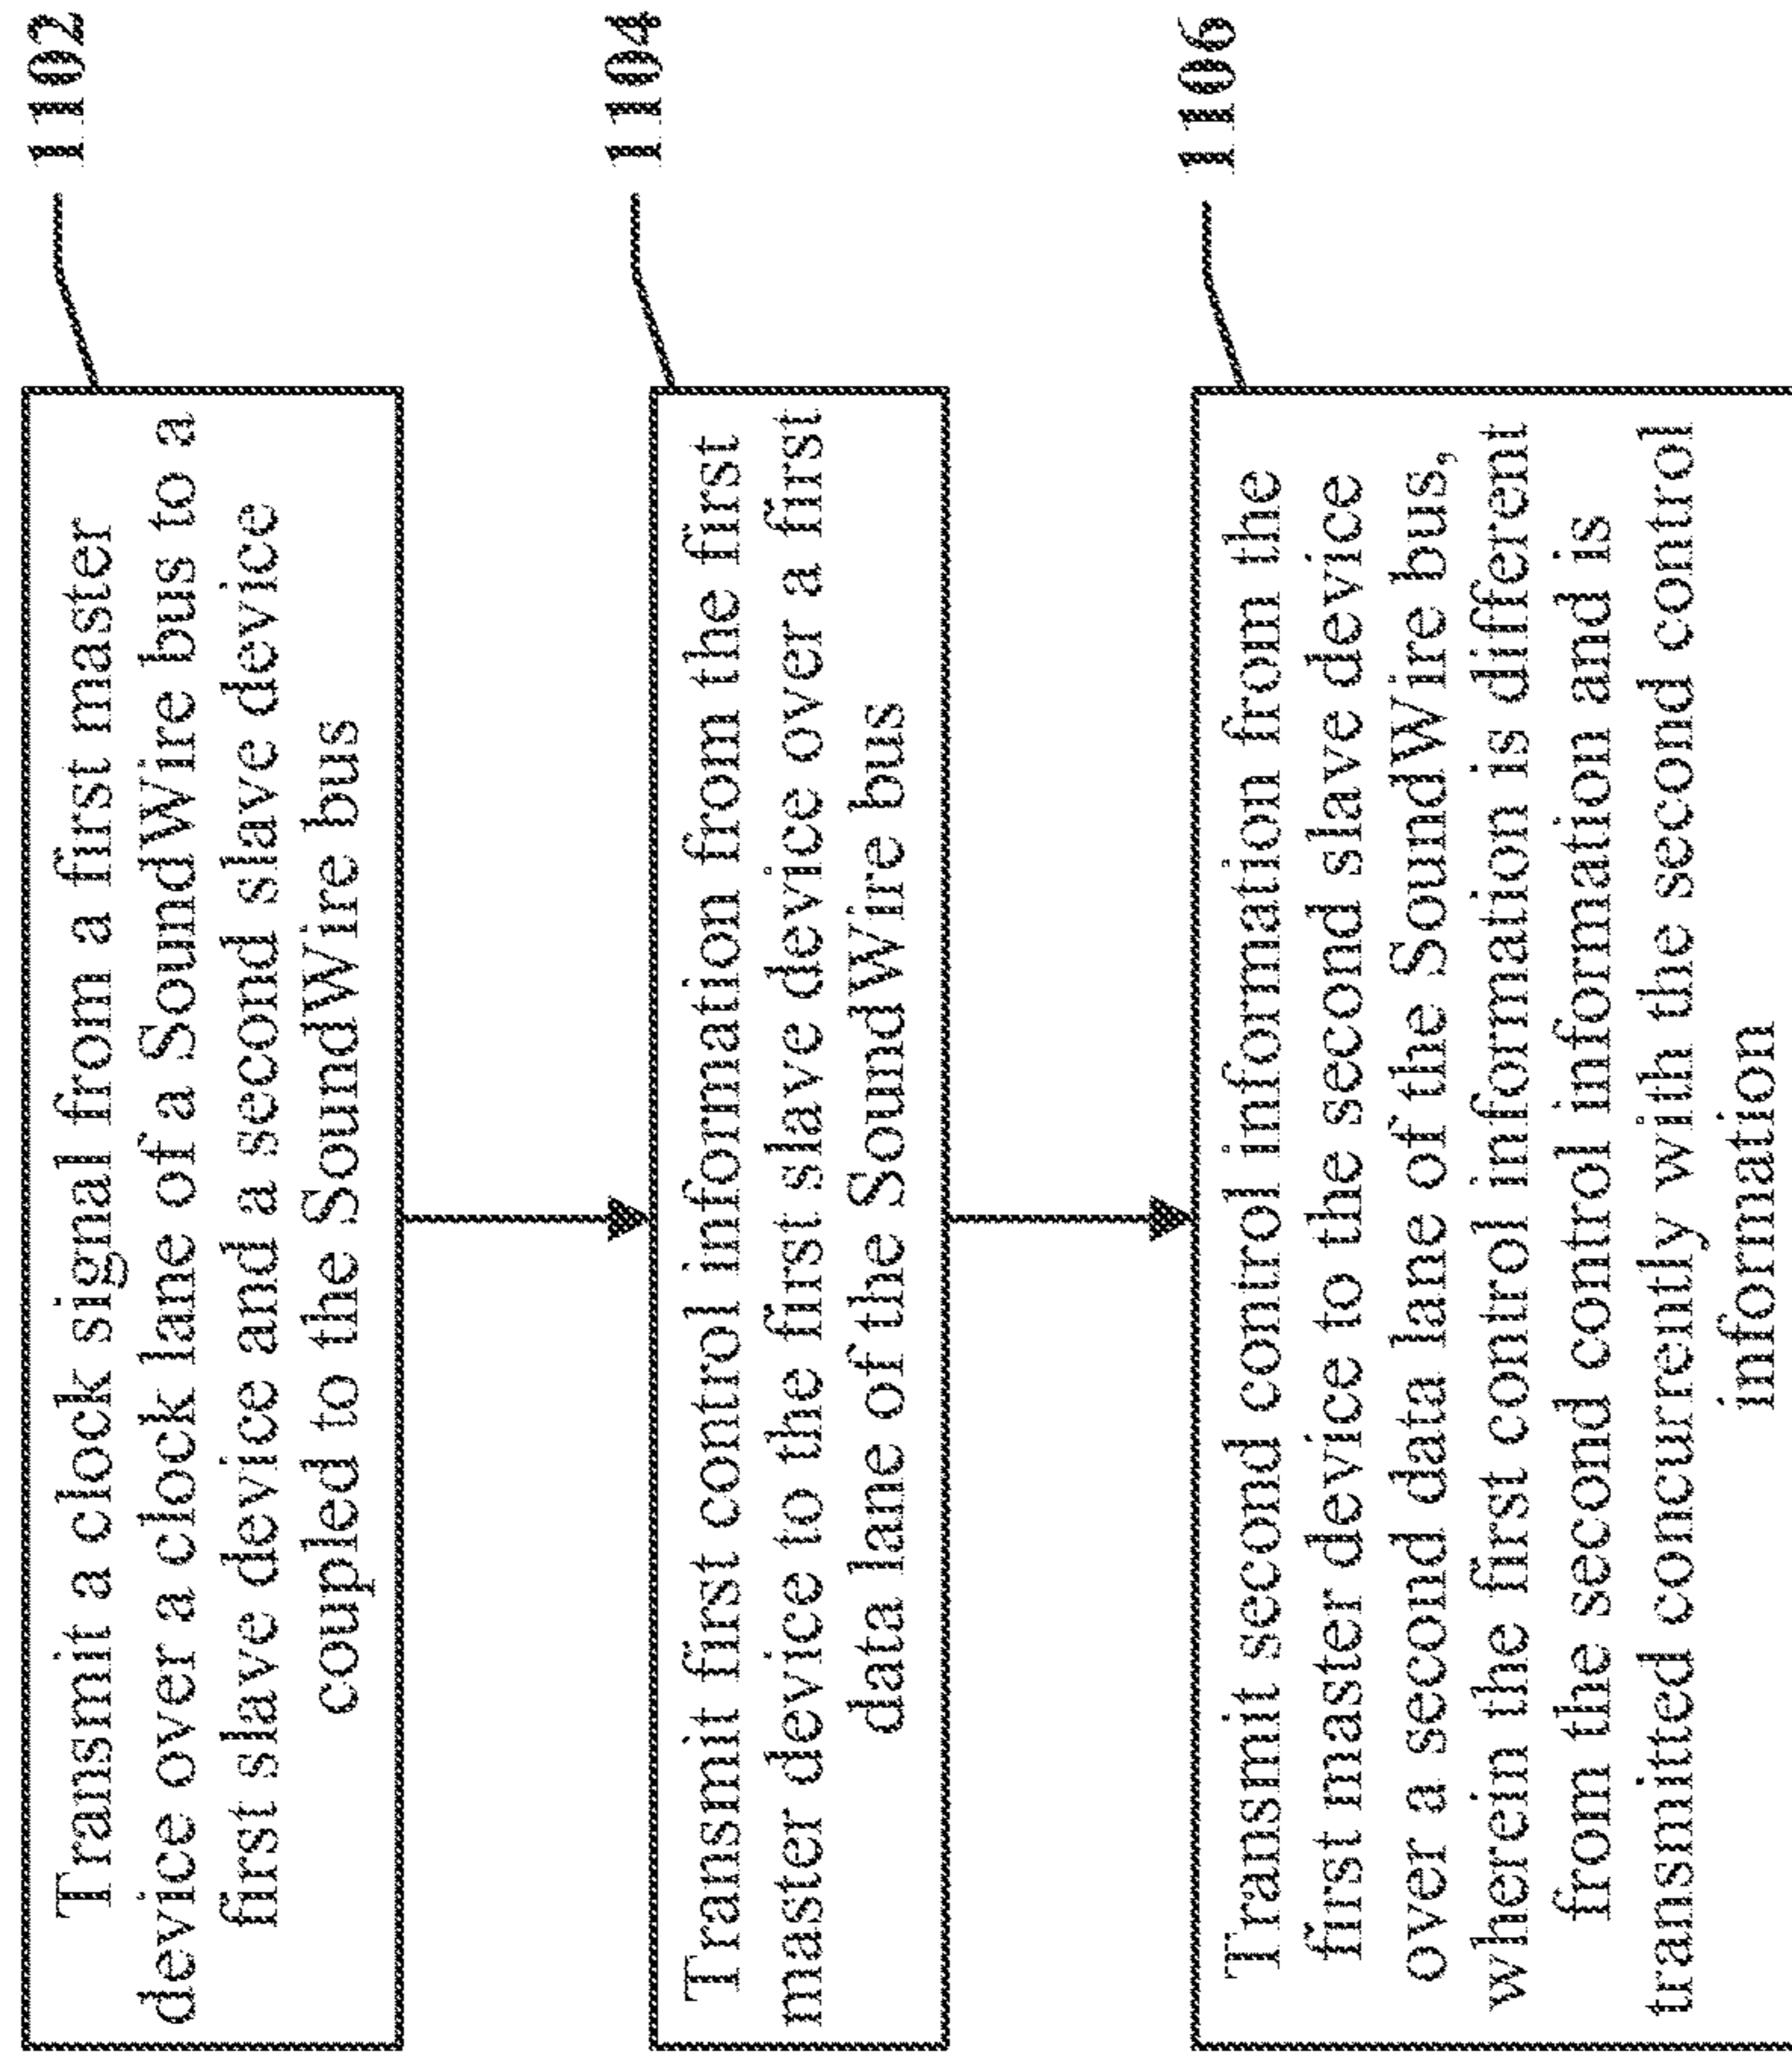 1102
Transmit a clock signal from a first master
device over a clock lane of a SoundWire bus to a
first slave device and a second slave device
coupled to the SoundWire bus
1104
Transmit first control information from the first
master device to the first slave device over a first
data lane of the SoundWire bus
1106
Transmit second control information from the
first master device to the second slave device
over a second data lane of the SoundWire bus,
wherein the first control information is different
from the second control information and is
transmitted concurrently with the second control
information